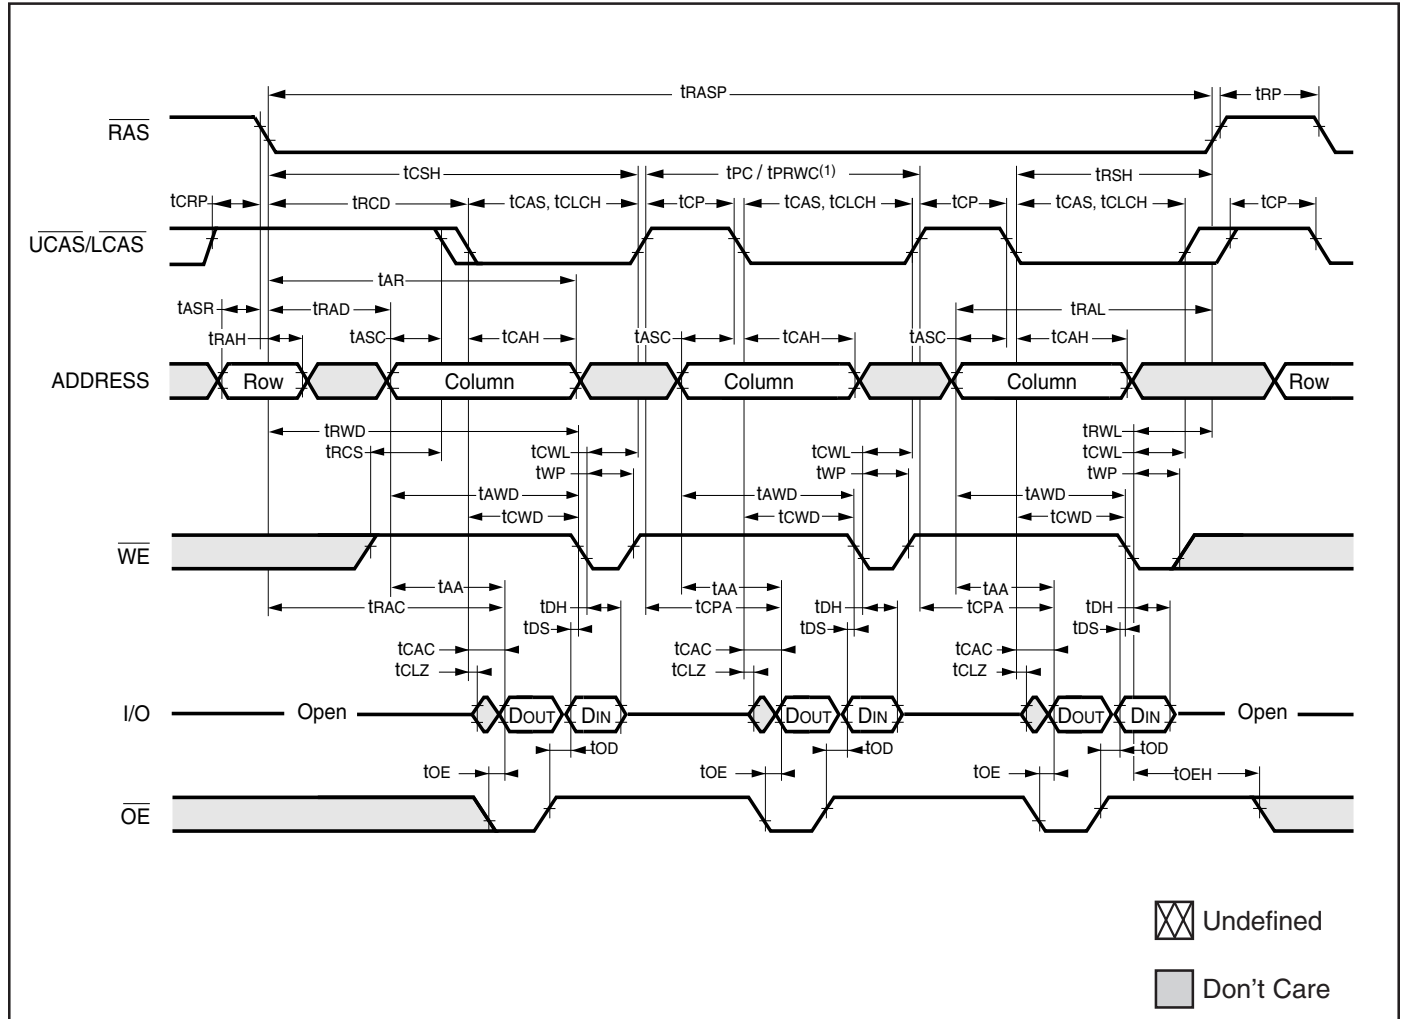 tRASP tRP
RAS
tCSH tPC / tPRWC(1) tRSH
tCRP tRCD tCAS, tCLCH tCP tCAS, tCLCH tCP tCAS, tCLCH tCP
UCAS/LCAS
tAR
tASR tRAD tRAL
tRAH tASC tCAH tASC tCAH tASC tCAH
ADDRESS Row Column Column Column Row
tRWD tRWL
tRCS tCWL tCWL tCWL
tWP tWP tWP
tAWD tAWD tAWD
tCWD tCWD tCWD
WE
tAA tAA tAA
tRAC tDH tCPA tDH tCPA tDH
tDS tDS tDS
tCAC tCAC tCAC
tCLZ tCLZ tCLZ
I/O Open DOUT DIN DOUT DIN DOUT DIN Open
tOD tOD tOD
tOE tOE tOE tOEH
OE
Undefined
Don't Care